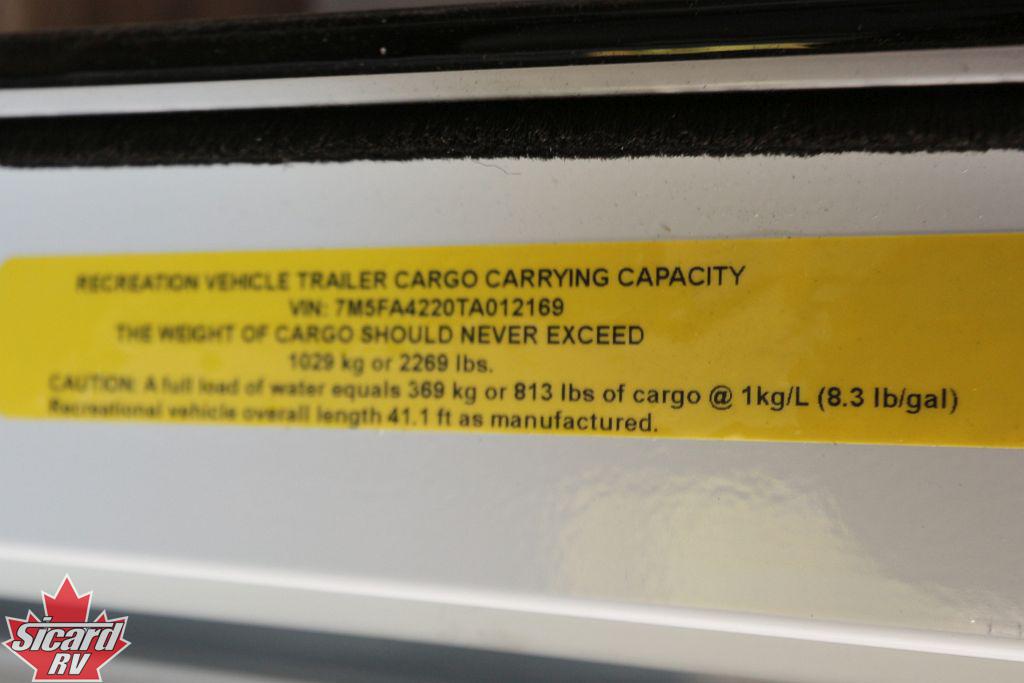 RECREATION VEHICLE TRAILER CARGO CARRYING CAPACITY
VIN: 7M5FA4220TA012169
THE WEIGHT OF CARGO SHOULD NEVER EXCEED
1029 kg or 2269 lbs.
CAUTION: A full load of water equals 369 kg or 813 lbs of cargo @ 1kg/L (8.3 lb/gal)
Recreational vehicle overall length 41.1 ft as manufactured.
Sicard
RV